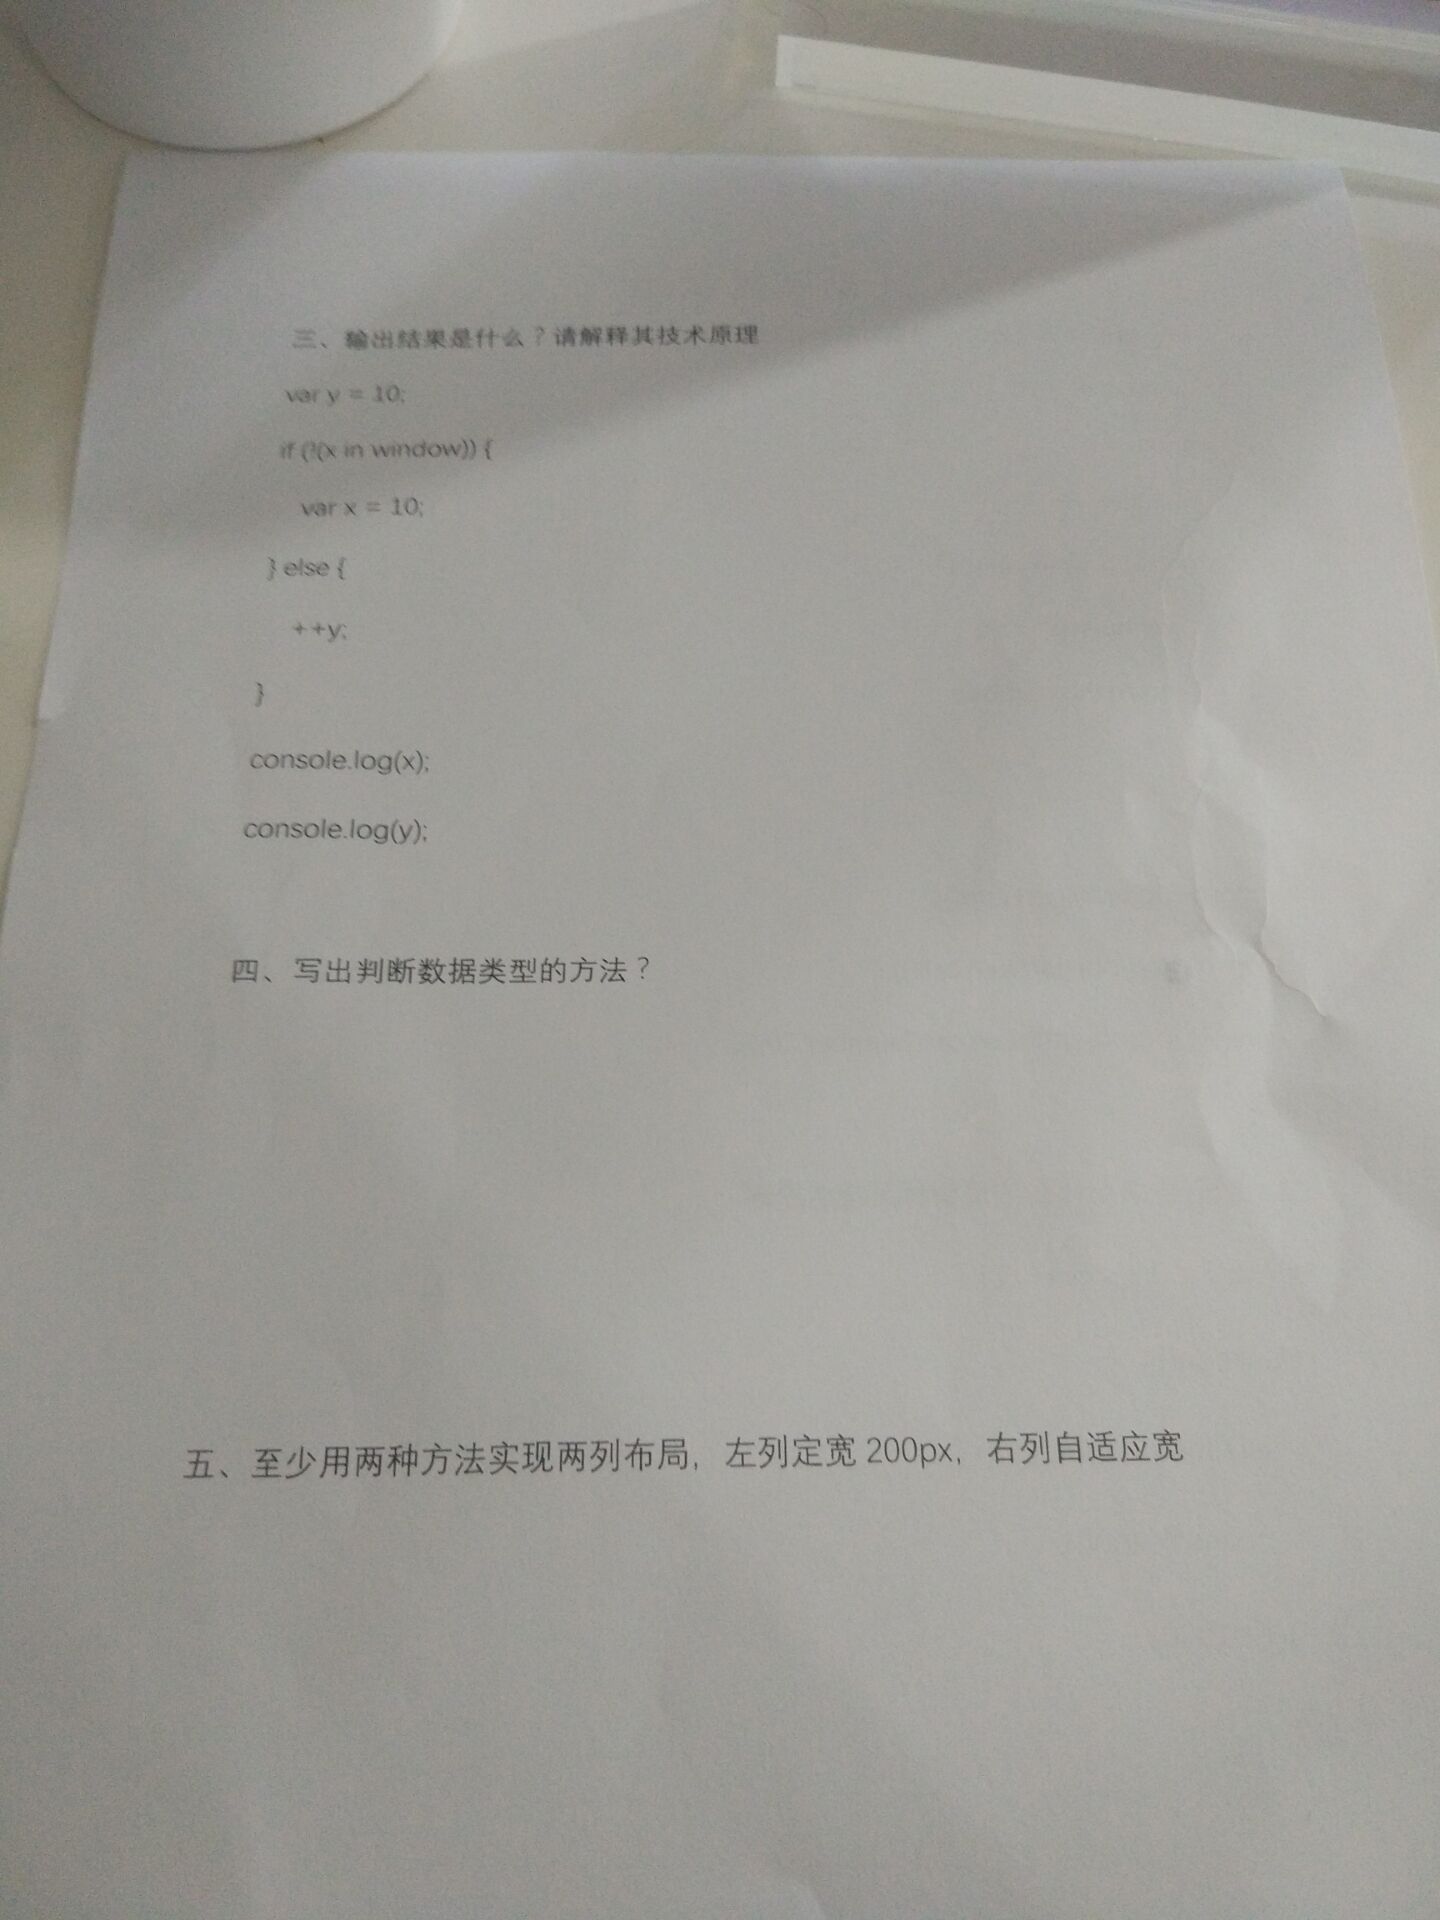 三、输出结果是什么？请解释其技术原理
var y = 10;
if (!(x in window)) {
var x = 10;
} else {
++y;
}
console.log(x);
console.log(y);
四、写出判断数据类型的方法？
五、至少用两种方法实现两列布局，左列定宽 200px，右列自适应宽